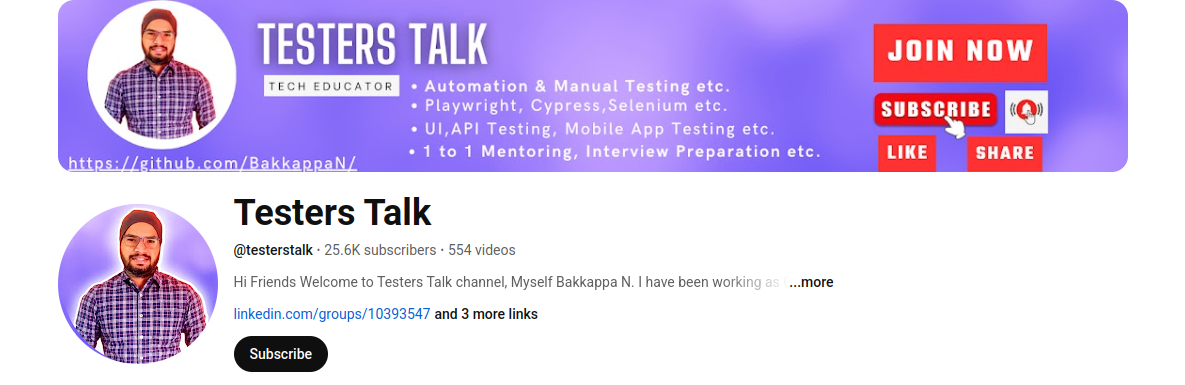 TESTERS TALK
TECH EDUCATOR
• Automation & Manual Testing etc.
• Playwright, Cypress,Selenium etc.
• UI,API Testing, Mobile App Testing etc.
• 1 to 1 Mentoring, Interview Preparation etc.
https://github.com/BakkappaN/
JOIN NOW
SUBSCRIBE
LIKE
SHARE
Testers Talk
@testerstalk · 25.6K subscribers · 554 videos
Hi Friends Welcome to Testers Talk channel, Myself Bakkappa N. I have been working as ...more
linkedin.com/groups/10393547 and 3 more links
Subscribe